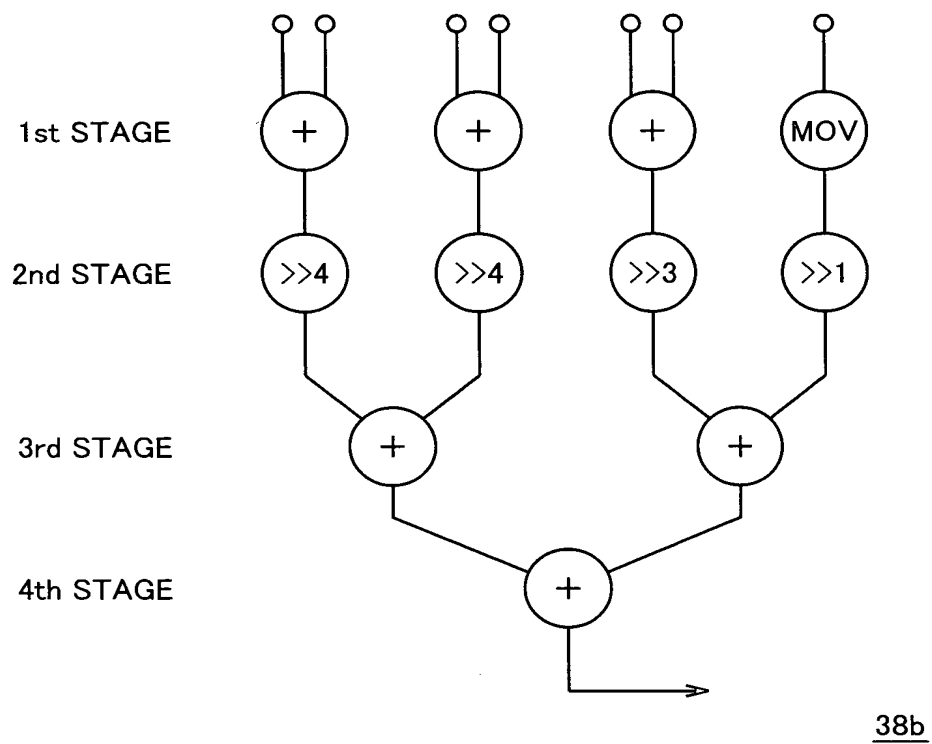 1st STAGE + + + MOV
2nd STAGE >>4 >>4 >>3 >>1
3rd STAGE + +
4th STAGE +
38b